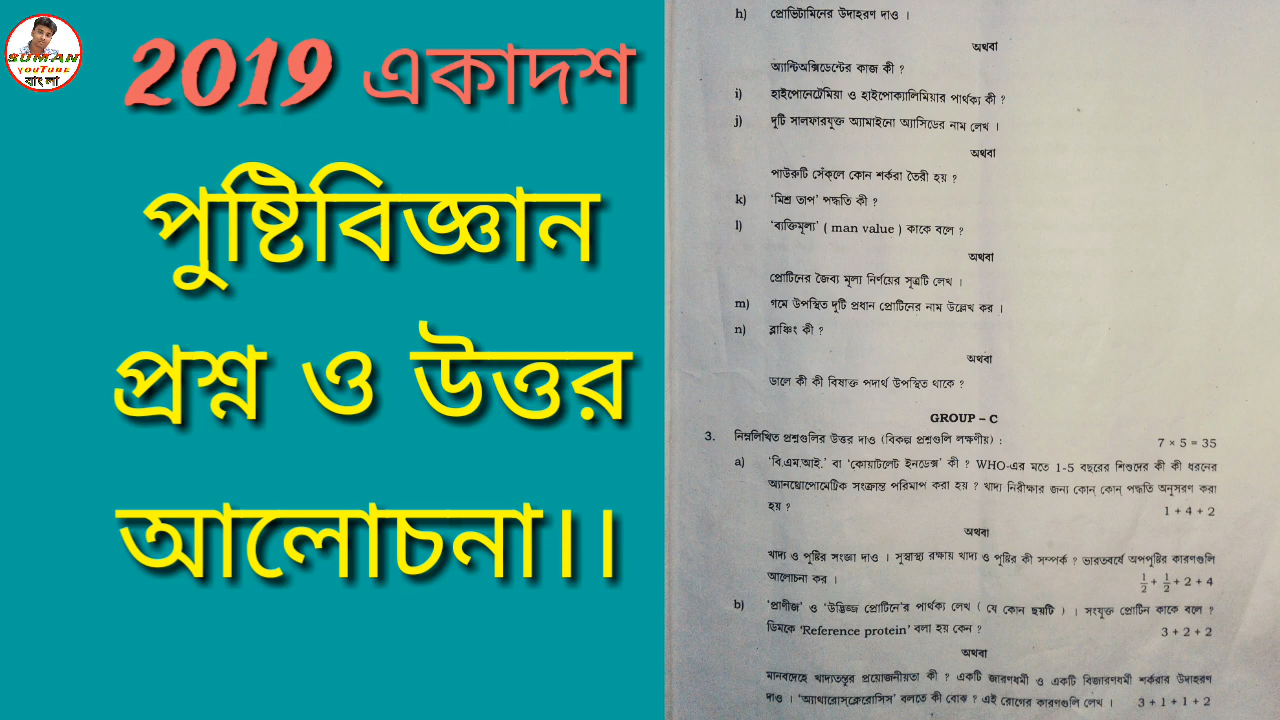 SUMAN
YOUTUBE
বাংলা
2019 একাদশ
পুষ্টিবিজ্ঞান
প্রশ্ন ও উত্তর
আলোচনা।।
h) প্রোভিটামিনের উদাহরণ দাও ।
অথবা
অ্যান্টিঅক্সিডেন্টের কাজ কী ?
i) হাইপোনেট্রেমিয়া ও হাইপোক্যালিমিয়ার পার্থক্য কী ?
j) দুটি সালফারযুক্ত অ্যামাইনো অ্যাসিডের নাম লেখ ।
অথবা
পাউরুটি সেঁক্‌লে কোন শর্করা তৈরী হয় ?
k) 'মিশ্র তাপ' পদ্ধতি কী ?
l) 'ব্যক্তিমূল্য' ( man value ) কাকে বলে ?
অথবা
প্রোটিনের জৈব্য মূল্য নির্ণয়ের সূত্রটি লেখ ।
m) গমে উপস্থিত দুটি প্রধান প্রোটিনের নাম উল্লেখ কর ।
n) ব্লাঞ্চিং কী ?
অথবা
ডালে কী কী বিষাক্ত পদার্থ উপস্থিত থাকে ?
GROUP – C
3. নিম্নলিখিত প্রশ্নগুলির উত্তর দাও (বিকল্প প্রশ্নগুলি লক্ষণীয়) : 7 × 5 = 35
a) 'বি.এম.আই.' বা 'কোয়াটলেট ইনডেক্স' কী ? WHO-এর মতে 1-5 বছরের শিশুদের কী কী ধরনের
অ্যানথ্রোপোমেট্রিক সংক্রান্ত পরিমাপ করা হয় ? খাদ্য নিরীক্ষার জন্য কোন্ কোন্ পদ্ধতি অনুসরণ করা
হয় ? 1 + 4 + 2
অথবা
খাদ্য ও পুষ্টির সংজ্ঞা দাও । সুস্বাস্থ্য রক্ষায় খাদ্য ও পুষ্টির কী সম্পর্ক ? ভারতবর্ষে অপপুষ্টির কারণগুলি
আলোচনা কর । 1/2 + 1/2 + 2 + 4
b) 'প্রাণীজ' ও 'উদ্ভিজ্জ প্রোটিনে'র পার্থক্য লেখ ( যে কোন ছয়টি ) । সংযুক্ত প্রোটিন কাকে বলে ?
ডিমকে 'Reference protein' বলা হয় কেন ? 3 + 2 + 2
অথবা
মানবদেহে খাদ্যতন্তুর প্রয়োজনীয়তা কী ? একটি জারণধর্মী ও একটি বিজারণধর্মী শর্করার উদাহরণ
দাও । 'অ্যাথারোস্‌ক্লেরোসিস' বলতে কী বোঝ ? এই রোগের কারণগুলি লেখ । 3 + 1 + 1 + 2